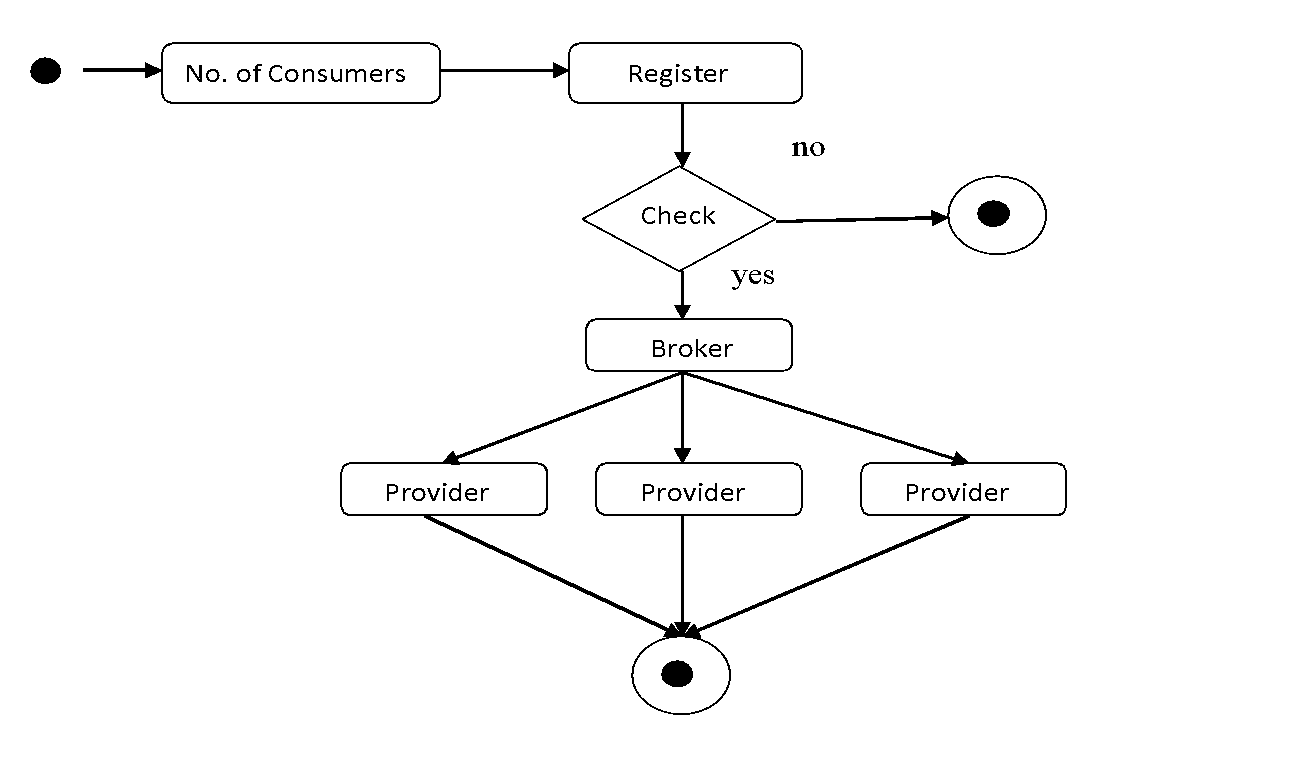 No. of Consumers
Register
no
Check
yes
Broker
Provider
Provider
Provider